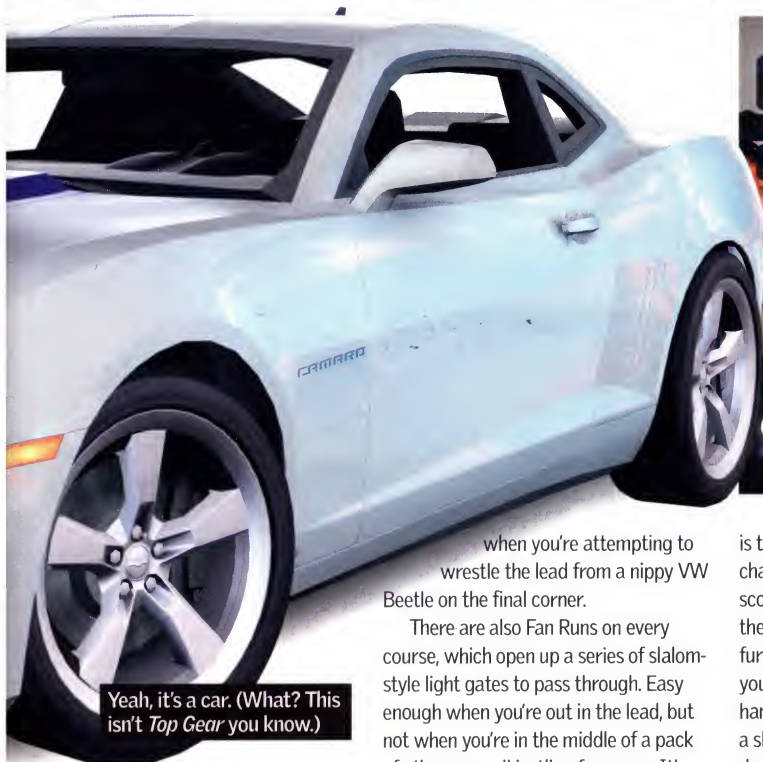 CAMARO
Yeah, it's a car. (What? This
isn't Top Gear you know.)
when you're attempting to
wrestle the lead from a nippy VW
Beetle on the final corner.
There are also Fan Runs on every
course, which open up a series of slalom-
style light gates to pass through. Easy
enough when you're out in the lead, but
not when you're in the middle of a pack
is t
cha
sco
the
fur
you
har
a sl